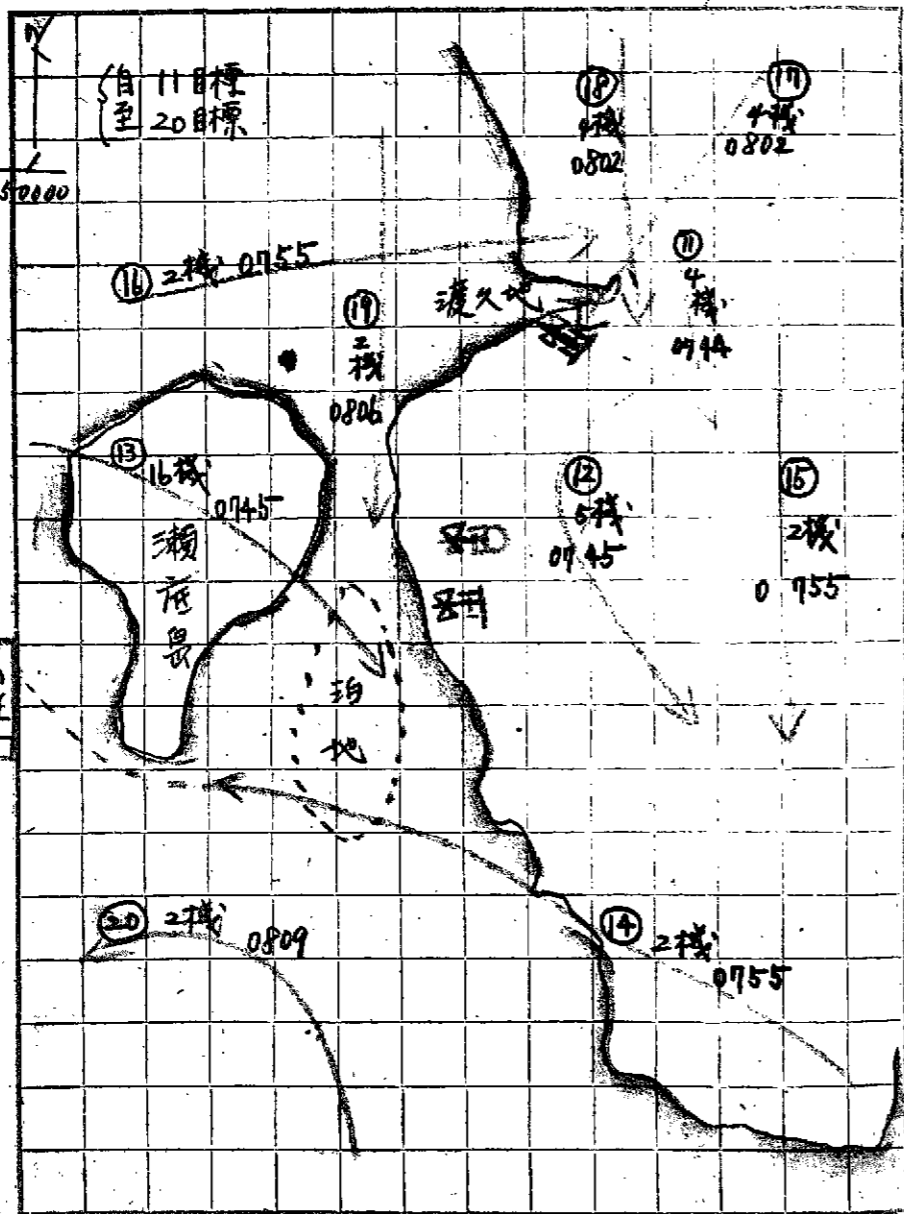 N
自 11目標
至 20目標
50000
⑱
4機
0802
⑰
4機
0802
⑯ 2機 0755
⑪
4
機
0744
渡久
⑲
2
機
0806
⑬ 16機
0745
瀬底島
⑫
5機
0745
⑮
2機
0755
泊地
⑭ 2機
0755
⑳ 2機 0809